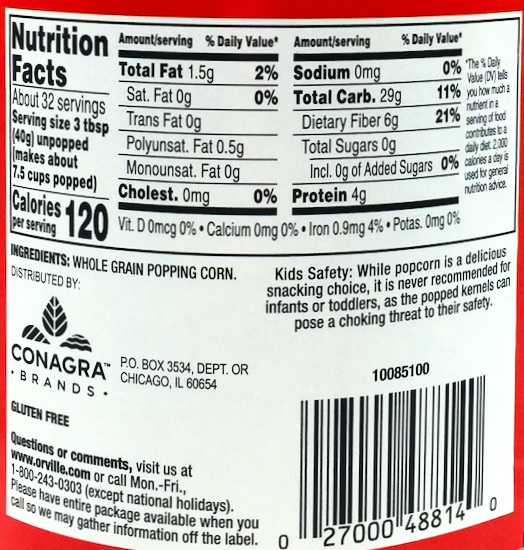 Nutrition
Facts
About 32 servings
Serving size 3 tbsp
(40g) unpopped
(makes about
7.5 cups popped)
Calories
per serving 120
Amount/serving % Daily Value*
Total Fat 1.5g 2%
Sat. Fat 0g 0%
Trans Fat 0g
Polyunsat. Fat 0.5g
Monounsat. Fat 0g
Cholest. 0mg 0%
Amount/serving % Daily Value*
Sodium 0mg 0%
Total Carb. 29g 11%
Dietary Fiber 6g 21%
Total Sugars 0g
Incl. 0g of Added Sugars 0%
Protein 4g
*The % Daily
Value (DV) tells
you how much a
nutrient in a
serving of food
contributes to a
daily diet. 2,000
calories a day is
used for general
nutrition advice.
Vit. D 0mcg 0% • Calcium 0mg 0% • Iron 0.9mg 4% • Potas. 0mg 0%
INGREDIENTS: WHOLE GRAIN POPPING CORN.
DISTRIBUTED BY:
CONAGRA™
• BRANDS •
P.O. BOX 3534, DEPT. OR
CHICAGO, IL 60654
GLUTEN FREE
Questions or comments, visit us at
www.orville.com or call Mon.-Fri.,
1-800-243-0303 (except national holidays).
Please have entire package available when you
call so we may gather information off the label.
Kids Safety: While popcorn is a delicious
snacking choice, it is never recommended for
infants or toddlers, as the popped kernels can
pose a choking threat to their safety.
10085100
0 27000 48814 0